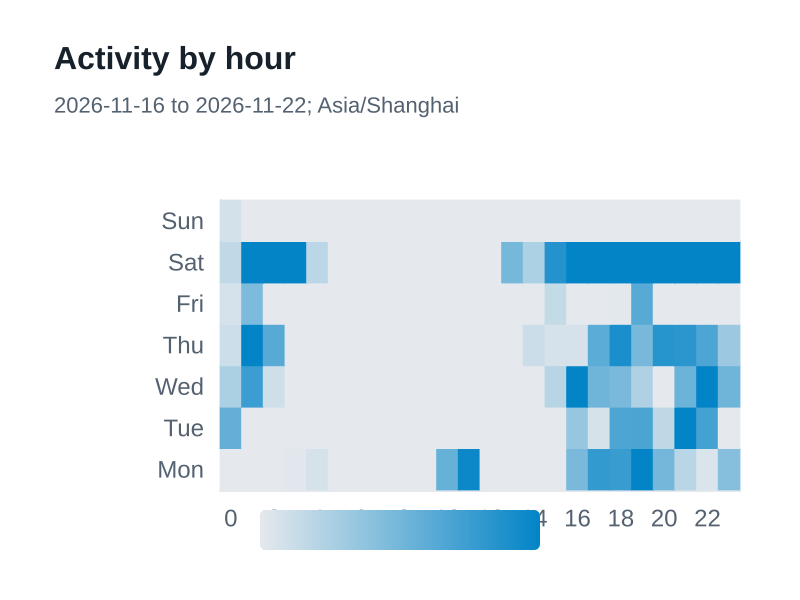 Activity by hour
2026-11-16 to 2026-11-22; Asia/Shanghai
Sun
Sat
Fri
Thu
Wed
Tue
Mon
0 16 18 20 22